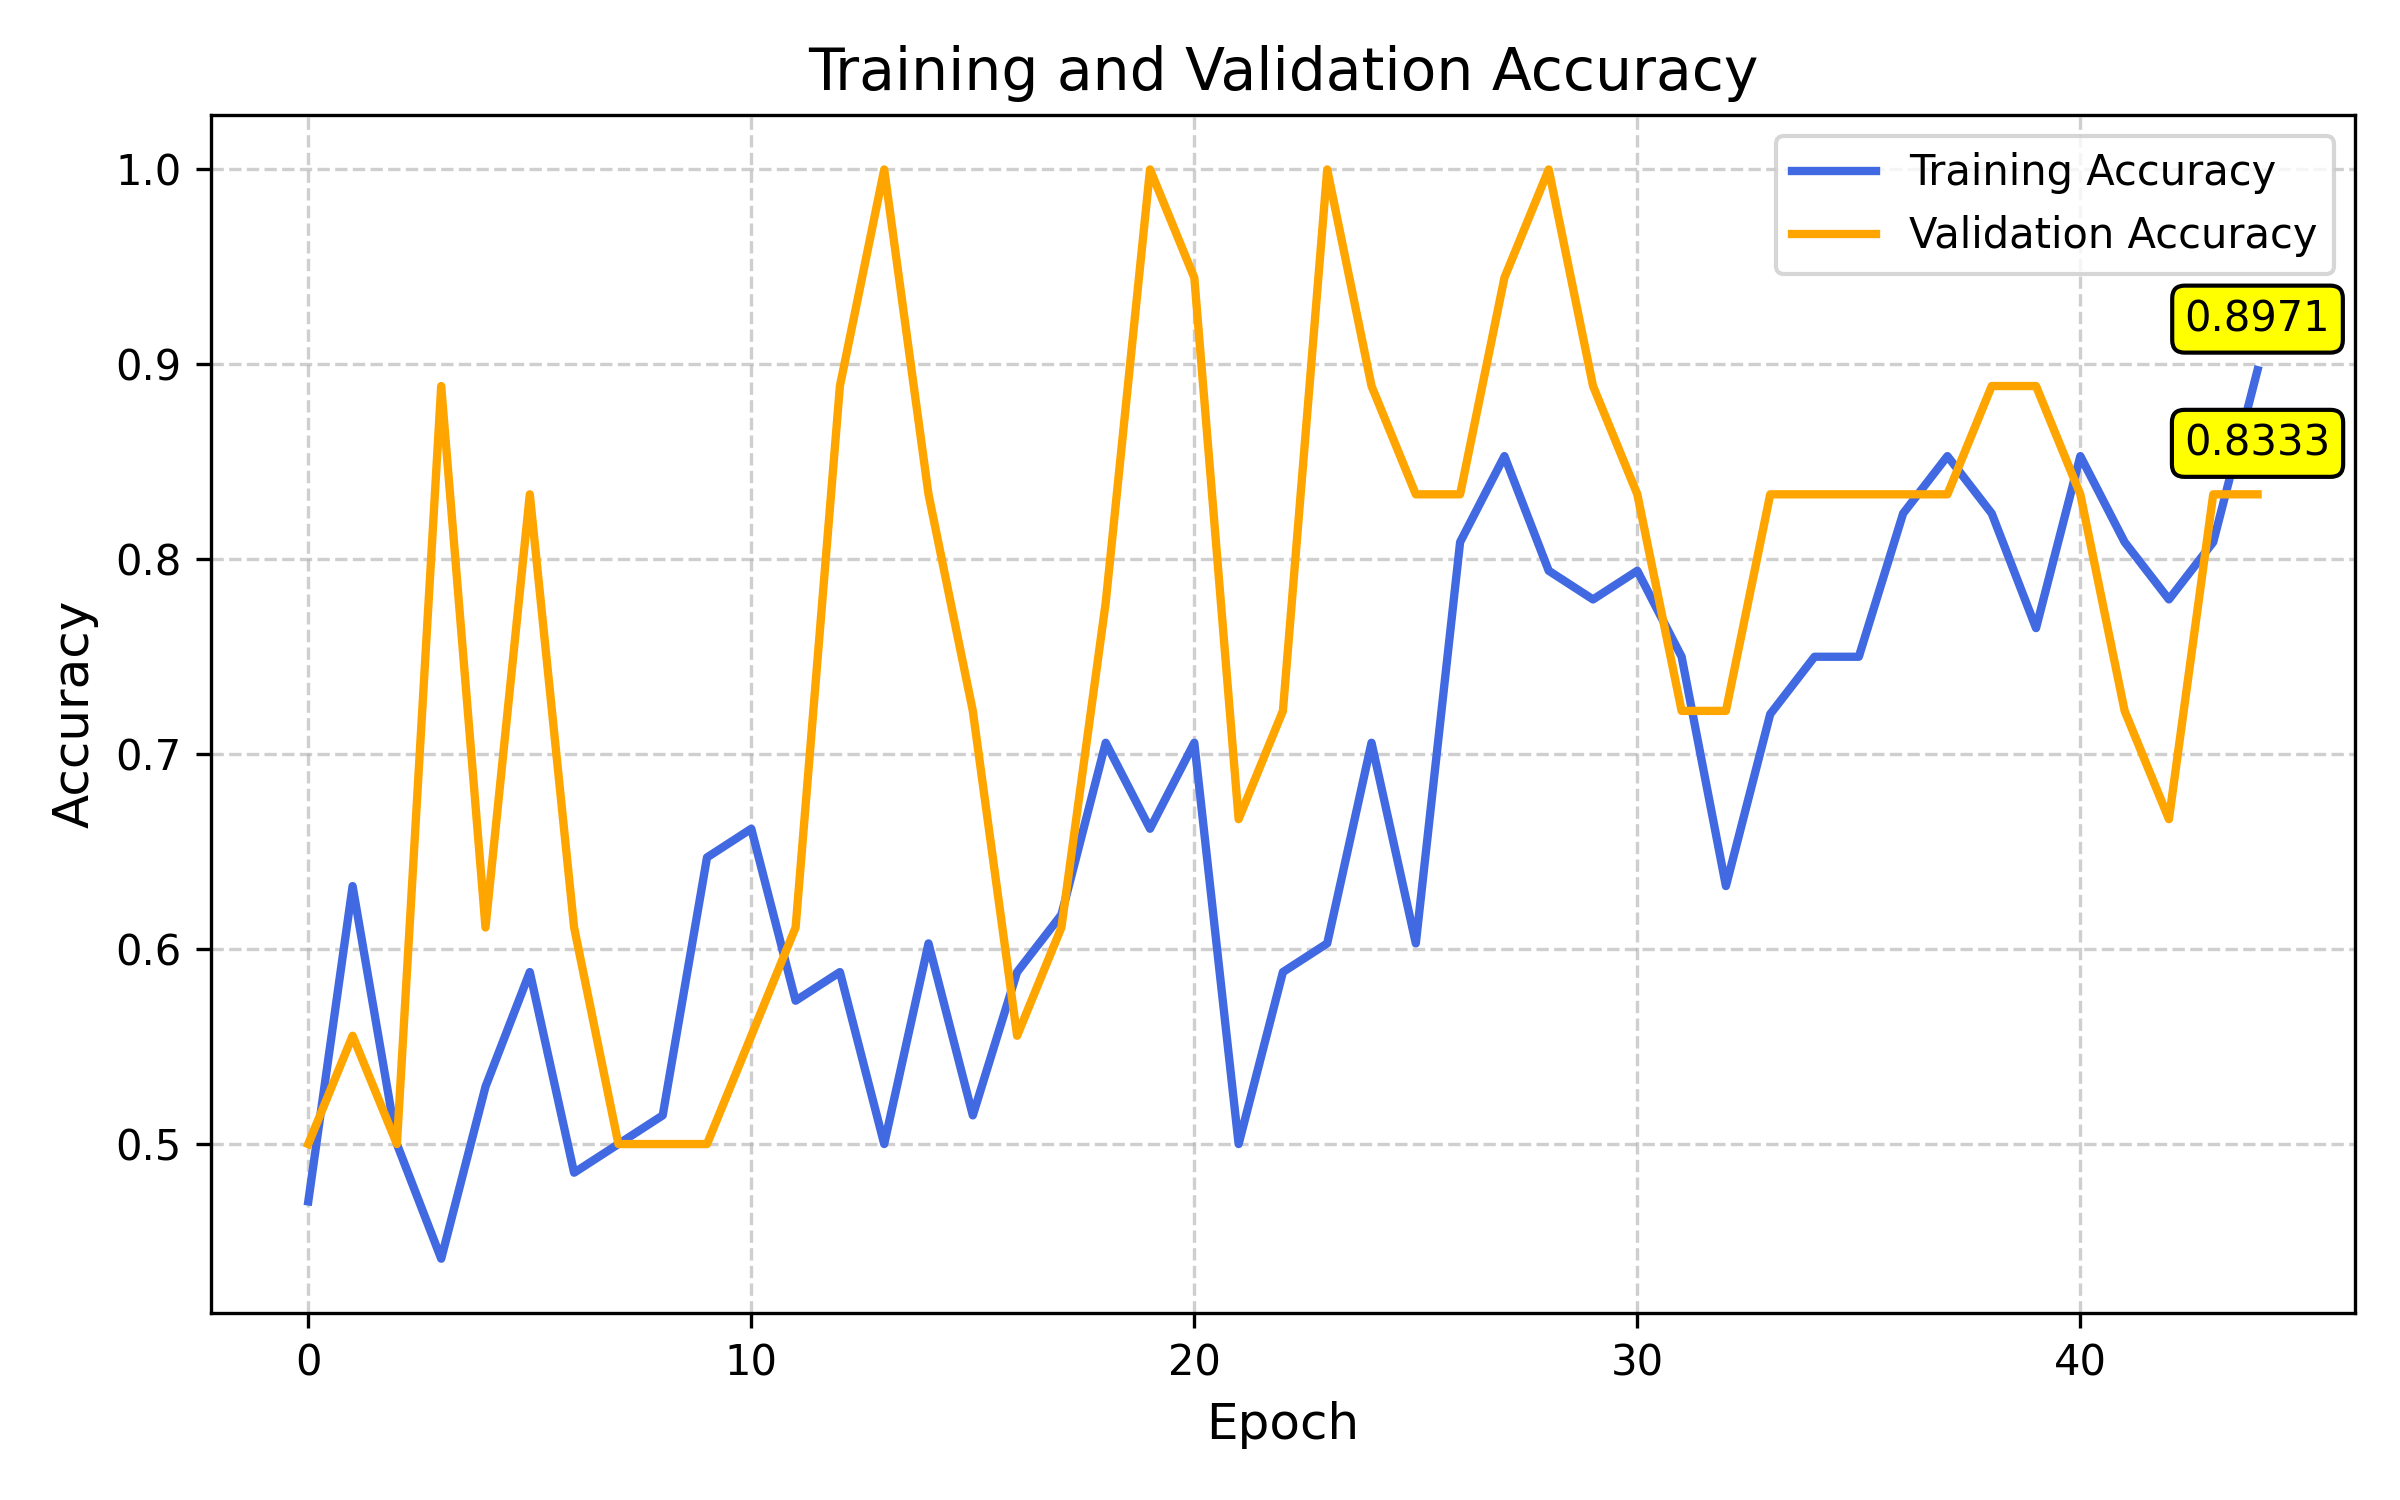 Training and Validation Accuracy
Training Accuracy
Validation Accuracy
0.8971
0.8333
1.0
0.9
0.8
0.7
0.6
0.5
Accuracy
0 10 20 30 40
Epoch